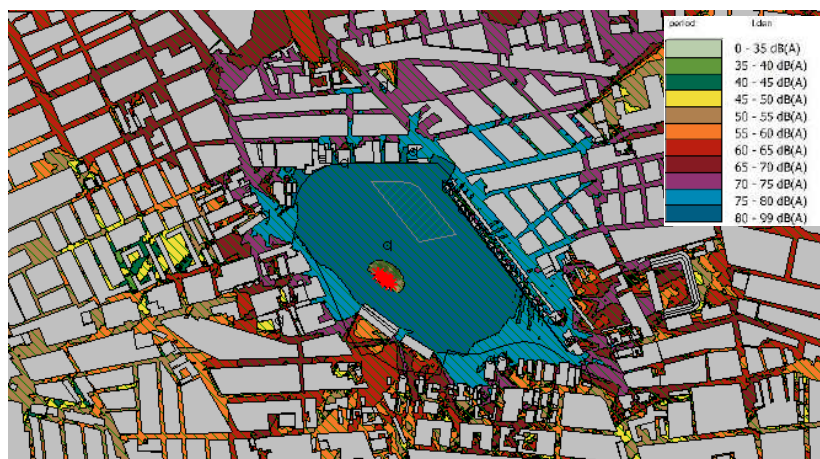 period: Lden
0 - 35 dB(A)
35 - 40 dB(A)
40 - 45 dB(A)
45 - 50 dB(A)
50 - 55 dB(A)
55 - 60 dB(A)
60 - 65 dB(A)
65 - 70 dB(A)
70 - 75 dB(A)
75 - 80 dB(A)
80 - 99 dB(A)